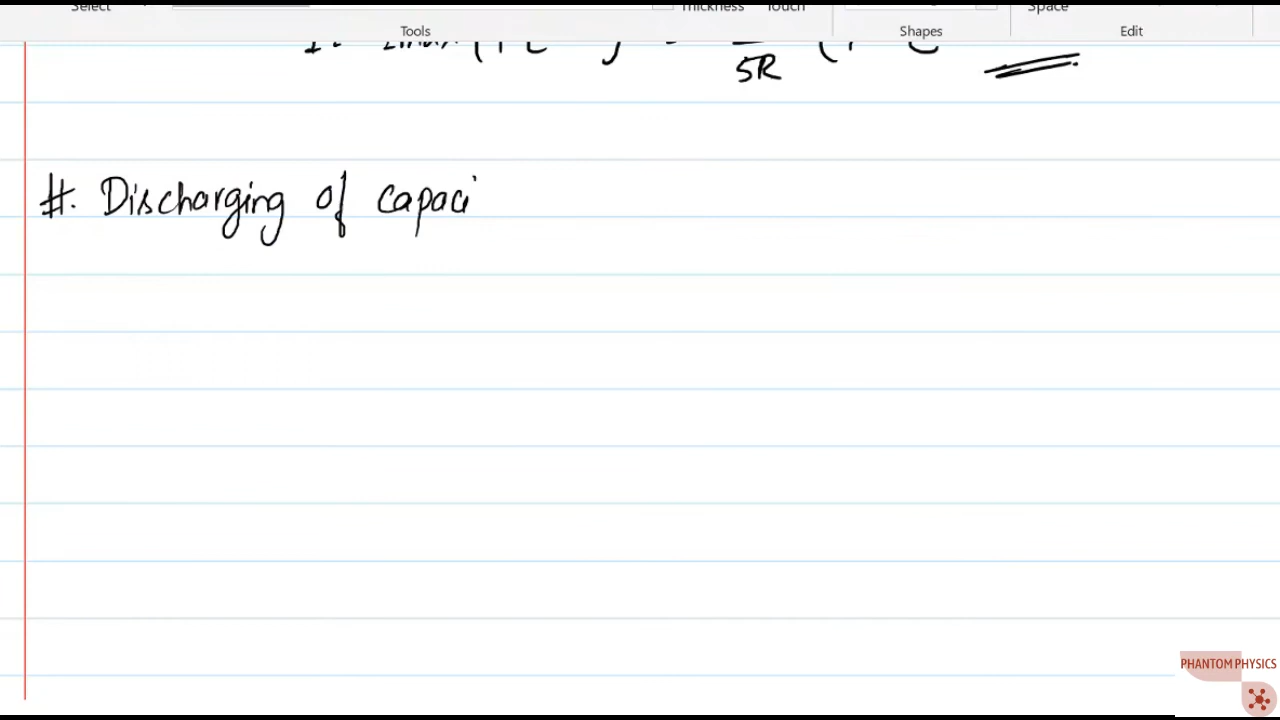 Select Thickness Touch Space
Tools Shapes Edit
5R
#. Discharging of capaci
PHANTOM PHYSICS